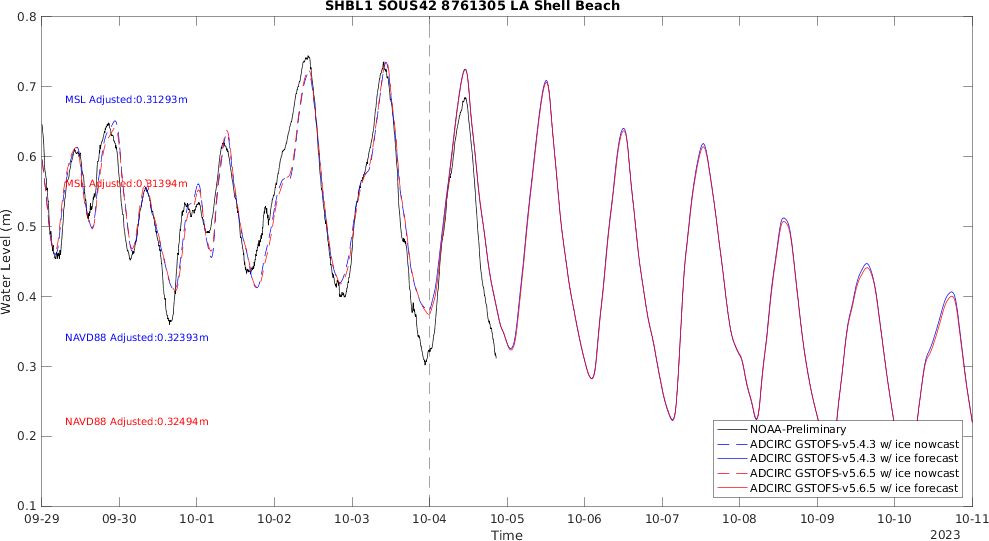 SHBL1 SOUS42 8761305 LA Shell Beach
0.8
0.7
0.6
0.5
0.4
0.3
0.2
0.1
Water Level (m)
MSL Adjusted:0.31293m
MSL Adjusted:0.31394m
NAVD88 Adjusted:0.32393m
NAVD88 Adjusted:0.32494m
NOAA-Preliminary
ADCIRC GSTOFS-v5.4.3 w/ ice nowcast
ADCIRC GSTOFS-v5.4.3 w/ ice forecast
ADCIRC GSTOFS-v5.6.5 w/ ice nowcast
ADCIRC GSTOFS-v5.6.5 w/ ice forecast
09-29 09-30 10-01 10-02 10-03 10-04 10-05 10-06 10-07 10-08 10-09 10-10 10-11
Time
2023